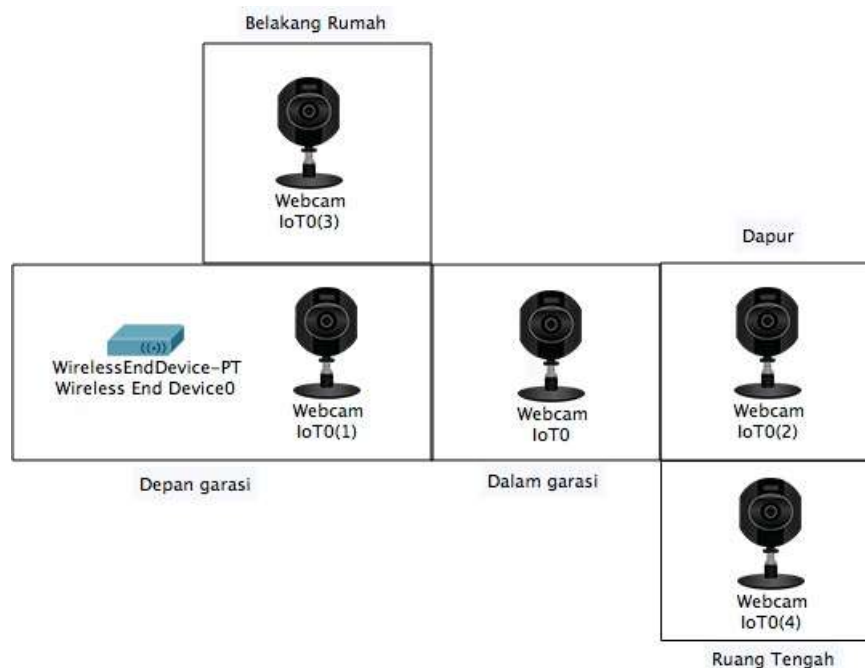 Belakang Rumah
Webcam
IoT0(3)
Dapur
WirelessEndDevice-PT
Wireless End Device0
Webcam
IoT0(1)
Webcam
IoT0
Webcam
IoT0(2)
Depan garasi
Dalam garasi
Webcam
IoT0(4)
Ruang Tengah